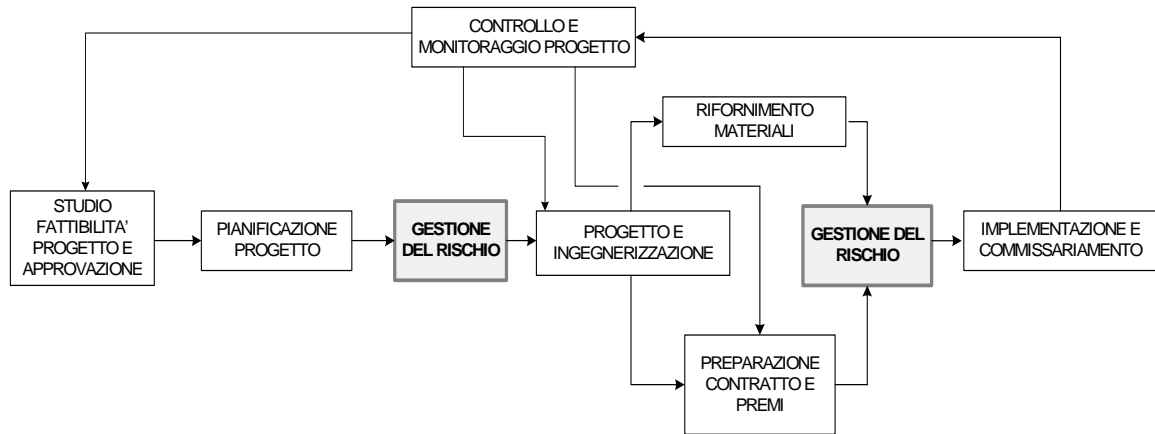 CONTROLLO E
MONITORAGGIO PROGETTO
RIFORNIMENTO
MATERIALI
STUDIO
FATTIBILITA'
PROGETTO E
APPROVAZIONE
PIANIFICAZIONE
PROGETTO
GESTIONE
DEL RISCHIO
PROGETTO E
INGEGNERIZZAZIONE
GESTIONE DEL
RISCHIO
IMPLEMENTAZIONE E
COMMISSARIAMENTO
PREPARAZIONE
CONTRATTO E
PREMI